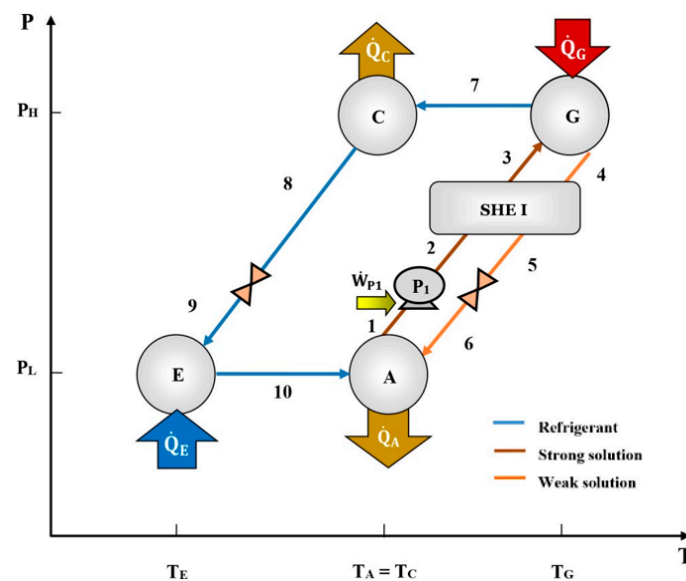 P
Q̇C
Q̇G
7
PH
C
G
3
4
8
SHE I
2
5
ẆP1
P1
9
1
6
PL
E
A
10
Refrigerant
Q̇E
Q̇A
Strong solution
Weak solution
T
TE
TA = TC
TG